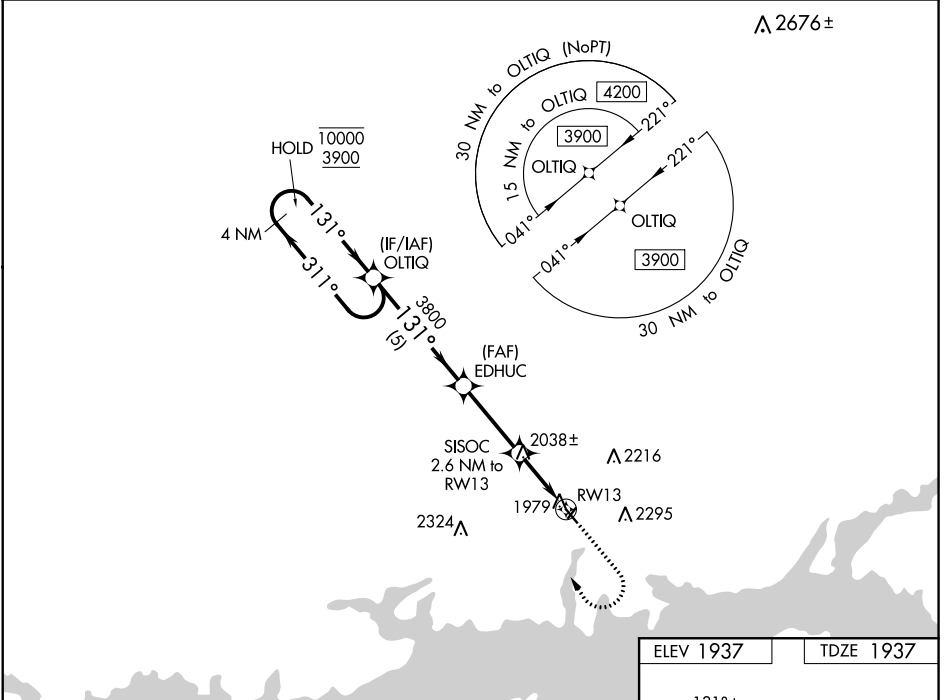 2676±
30 NM to OLTIQ (NoPT)
15 NM to OLTIQ
4200
3900
221°
OLTIQ
041°
221°
OLTIQ
041°
3900
30 NM to OLTIQ
HOLD
10000
3900
131°
4 NM
311°
(IF/IAF)
OLTIQ
3800
131°
(5)
(FAF)
EDHUC
SISOC
2.6 NM to
RW13
2038±
2216
1979
RW13
2295
2324
ELEV 1937
TDZE 1937